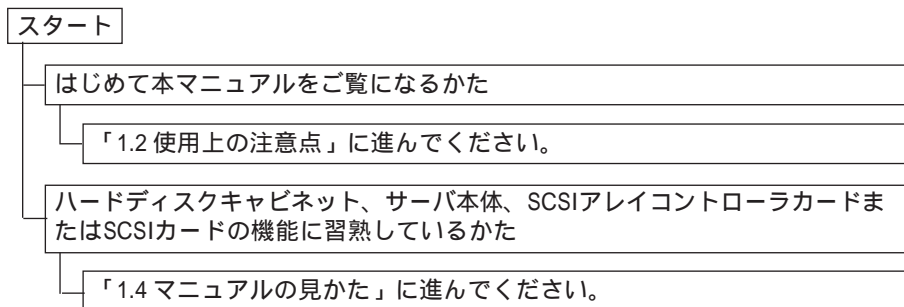 スタート
はじめて本マニュアルをご覧になるかた
「1.2 使用上の注意点」に進んでください。
ハードディスクキャビネット、サーバ本体、SCSIアレイコントローラカードま
たはSCSIカードの機能に習熟しているかた
「1.4 マニュアルの見かた」に進んでください。